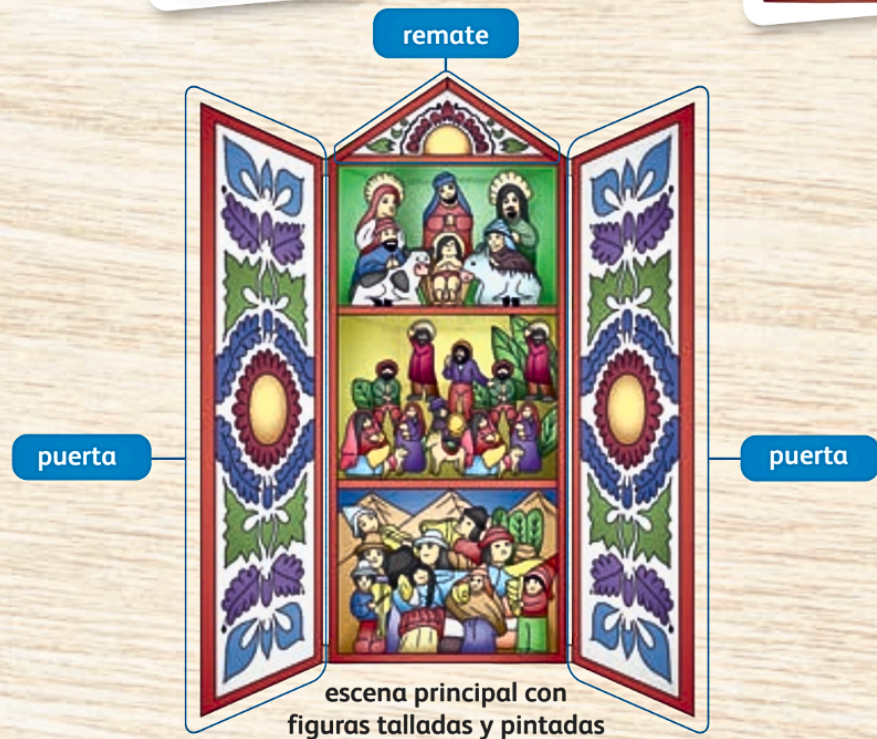 remate
puerta
puerta
escena principal con
figuras talladas y pintadas